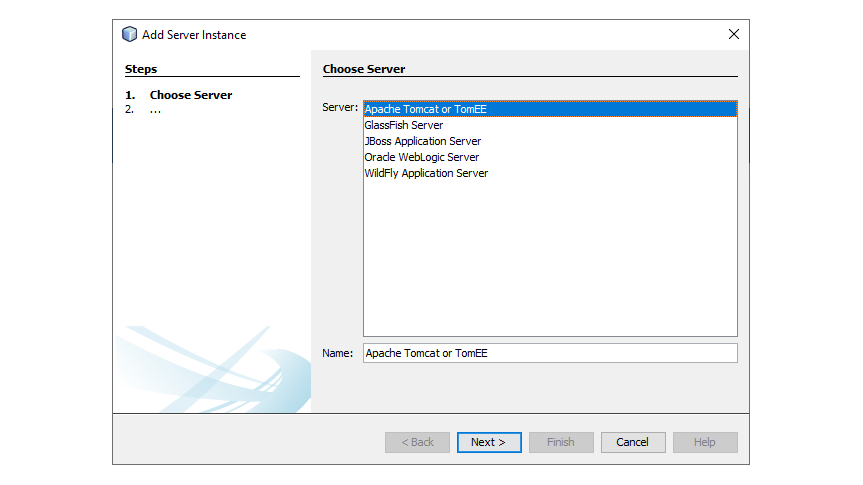 Add Server Instance
Steps
1. Choose Server
2. ...
Choose Server
Server:
Apache Tomcat or TomEE
GlassFish Server
JBoss Application Server
Oracle WebLogic Server
WildFly Application Server
Name: Apache Tomcat or TomEE
< Back Next > Finish Cancel Help